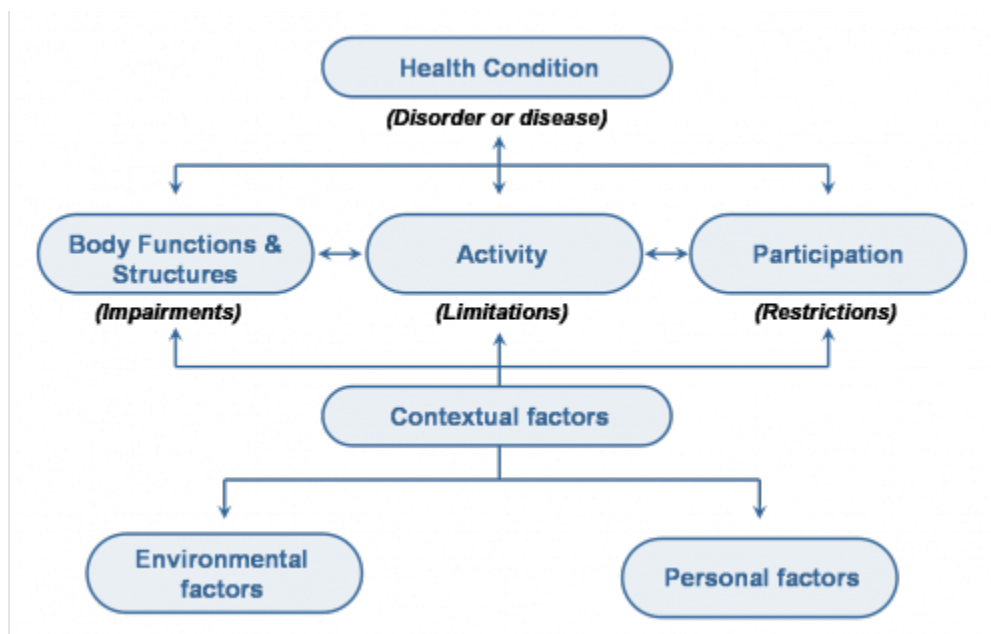 Health Condition
(Disorder or disease)
Body Functions &
Structures
Activity
Participation
(Impairments)
(Limitations)
(Restrictions)
Contextual factors
Environmental
factors
Personal factors